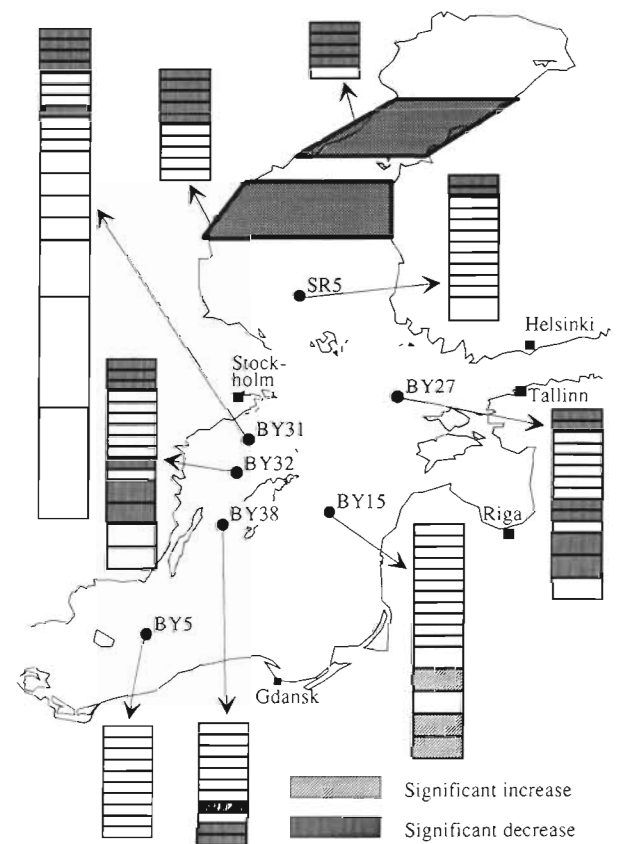 SR5
Helsinki
Stock-
holm
BY27
Tallinn
BY31
BY32
BY15
Riga
BY38
BY5
Gdansk
Significant increase
Significant decrease